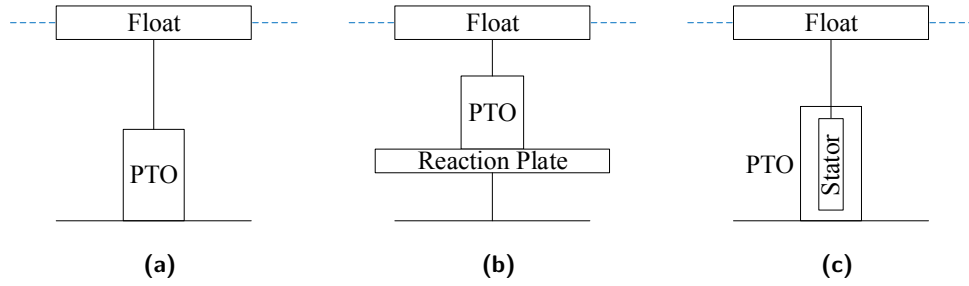 Float
PTO
(a)
Float
PTO
Reaction Plate
(b)
Float
PTO
Stator
(c)